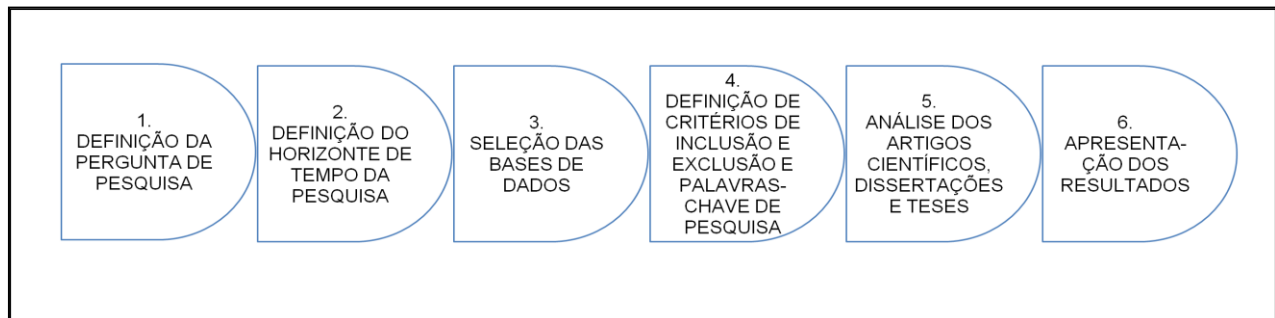 1.
DEFINIÇÃO DA
PERGUNTA DE
PESQUISA
2.
DEFINIÇÃO DO
HORIZONTE DE
TEMPO DA
PESQUISA
3.
SELEÇÃO DAS
BASES DE
DADOS
4.
DEFINIÇÃO DE
CRITÉRIOS DE
INCLUSÃO E
EXCLUSÃO E
PALAVRAS-
CHAVE DE
PESQUISA
5.
ANÁLISE DOS
ARTIGOS
CIENTÍFICOS,
DISSERTAÇÕES
E TESES
6.
APRESENTA-
ÇÃO DOS
RESULTADOS